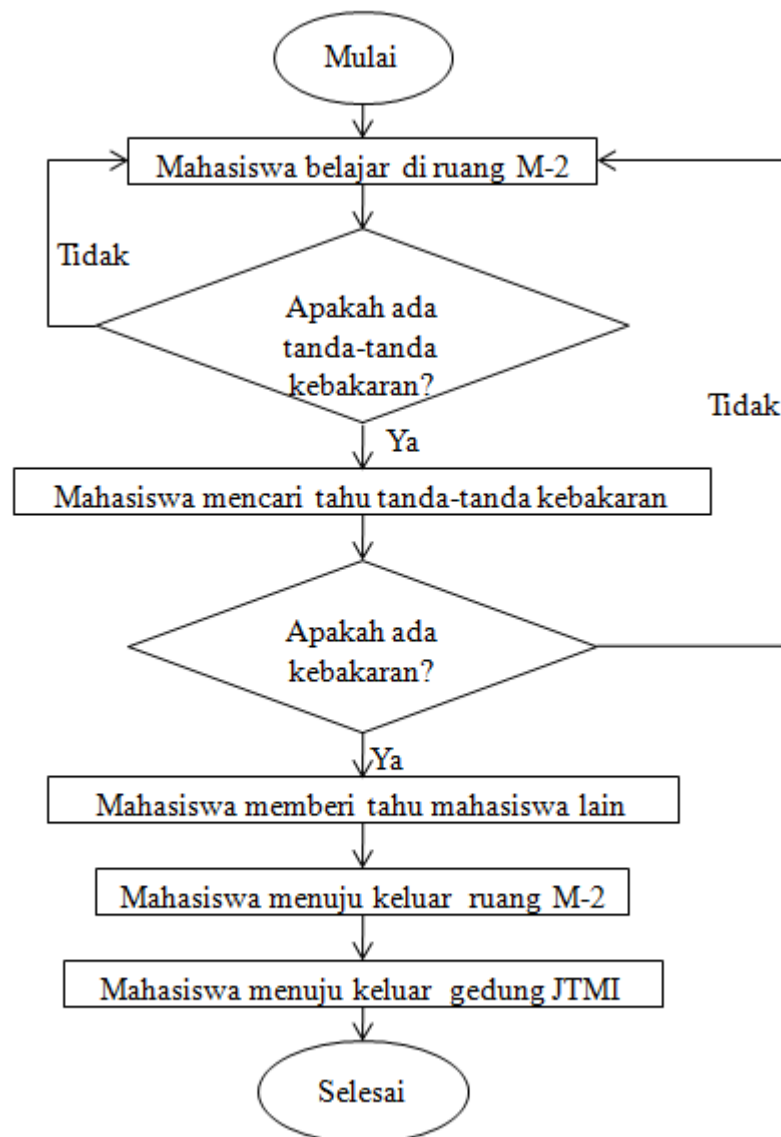 Mulai
Mahasiswa belajar di ruang M-2
Tidak
Apakah ada
tanda-tanda
kebakaran?
Tidak
Ya
Mahasiswa mencari tahu tanda-tanda kebakaran
Apakah ada
kebakaran?
Ya
Mahasiswa memberi tahu mahasiswa lain
Mahasiswa menuju keluar ruang M-2
Mahasiswa menuju keluar gedung JTMI
Selesai